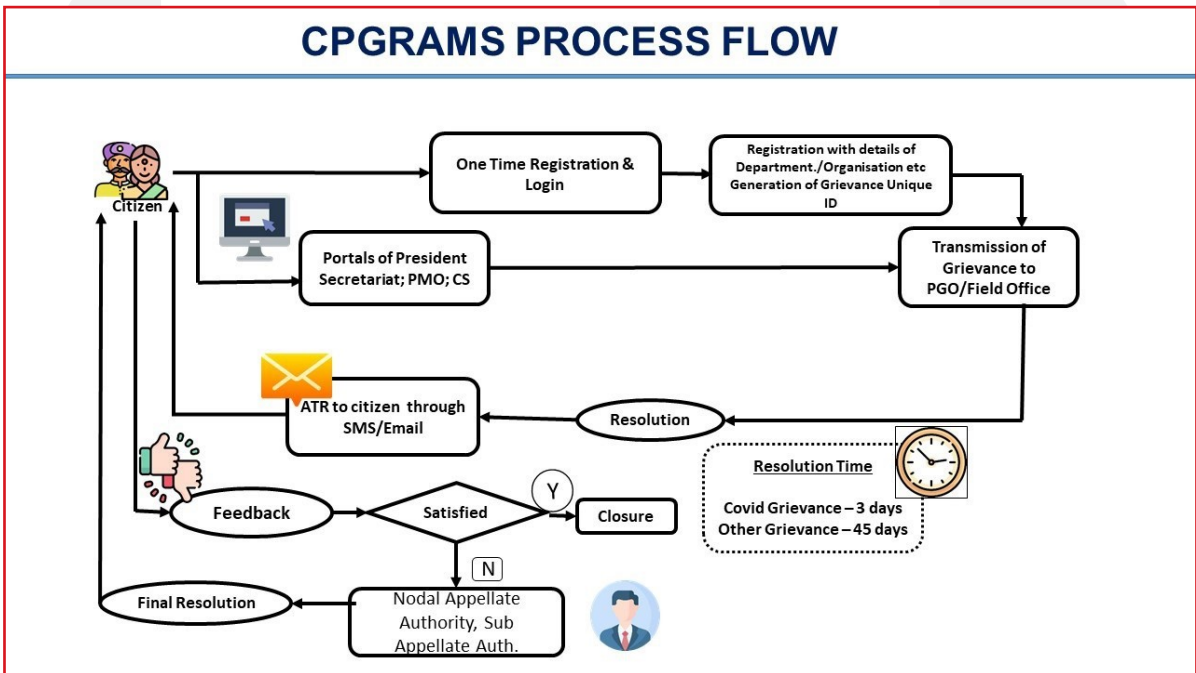 CPGRAMS PROCESS FLOW
Citizen
One Time Registration &
Login
Registration with details of
Department./Organisation etc
Generation of Grievance Unique
ID
Portals of President
Secretariat; PMO; CS
Transmission of
Grievance to
PGO/Field Office
ATR to citizen through
SMS/Email
Resolution
Resolution Time
Covid Grievance – 3 days
Other Grievance – 45 days
Feedback
Satisfied
Y
Closure
N
Nodal Appellate
Authority, Sub
Appellate Auth.
Final Resolution